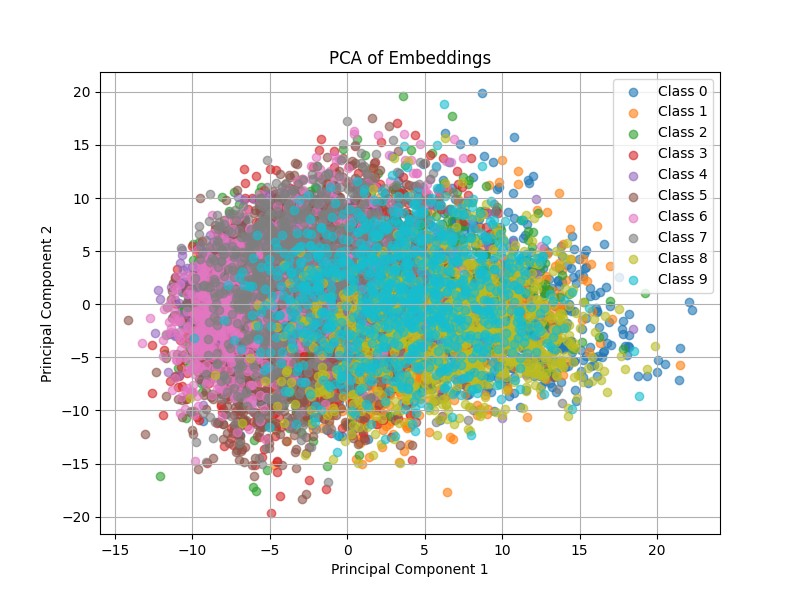 PCA of Embeddings
Class 0
Class 1
Class 2
Class 3
Class 4
Class 5
Class 6
Class 7
Class 8
Class 9
20
15
10
5
0
−5
−10
−15
−20
Principal Component 2
−15 −10 −5 0 5 10 15 20
Principal Component 1